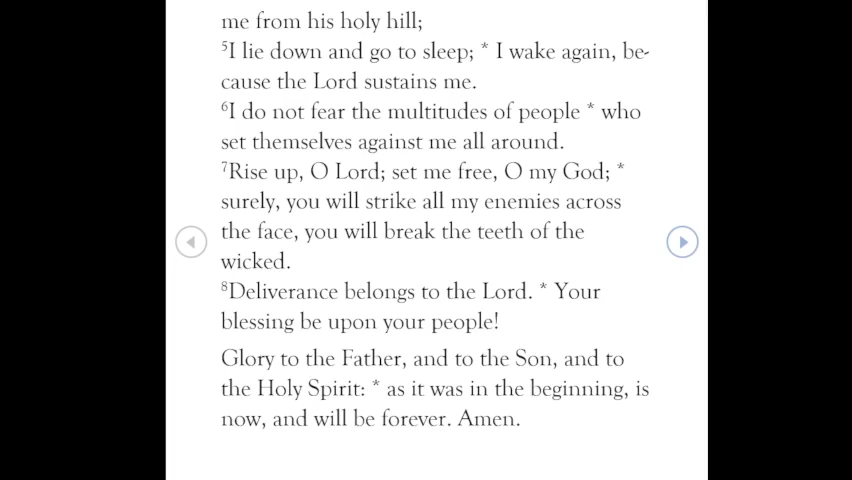 me from his holy hill;
⁵I lie down and go to sleep; * I wake again, be-
cause the Lord sustains me.
⁶I do not fear the multitudes of people * who
set themselves against me all around.
⁷Rise up, O Lord; set me free, O my God; *
surely, you will strike all my enemies across
the face, you will break the teeth of the
wicked.
⁸Deliverance belongs to the Lord. * Your
blessing be upon your people!
Glory to the Father, and to the Son, and to
the Holy Spirit: * as it was in the beginning, is
now, and will be forever. Amen.